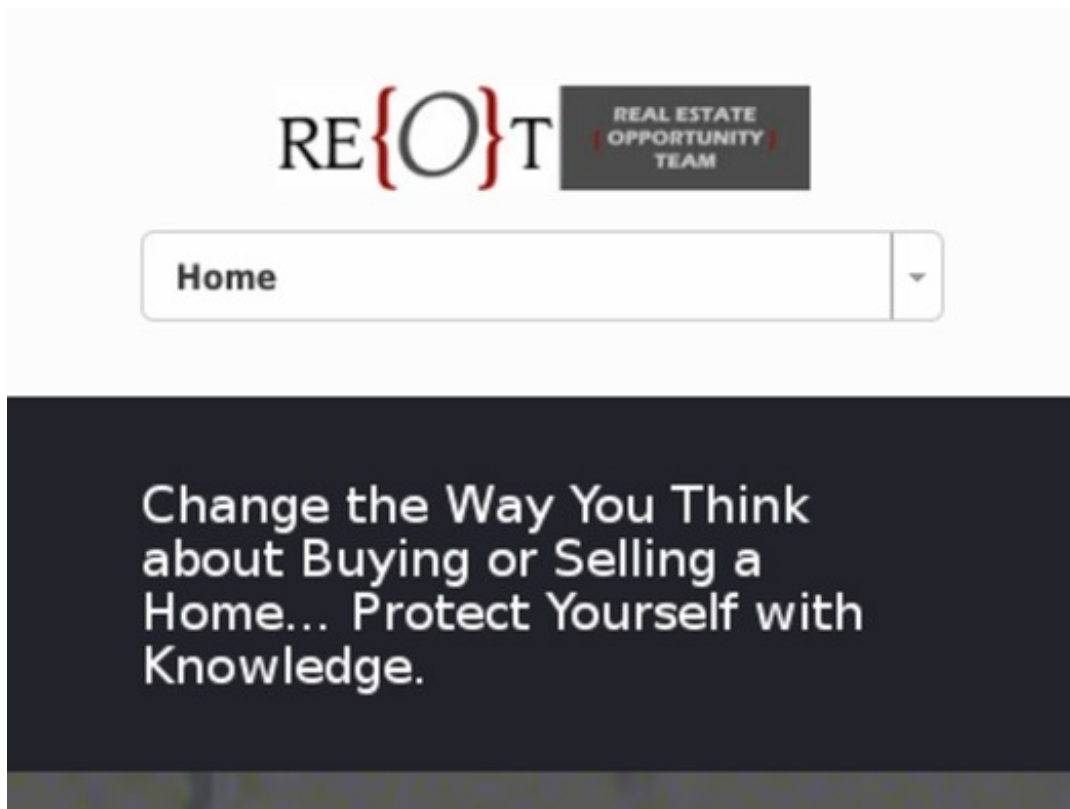 RE{O}T
REAL ESTATE
{ OPPORTUNITY }
TEAM
Home
Change the Way You Think
about Buying or Selling a
Home... Protect Yourself with
Knowledge.